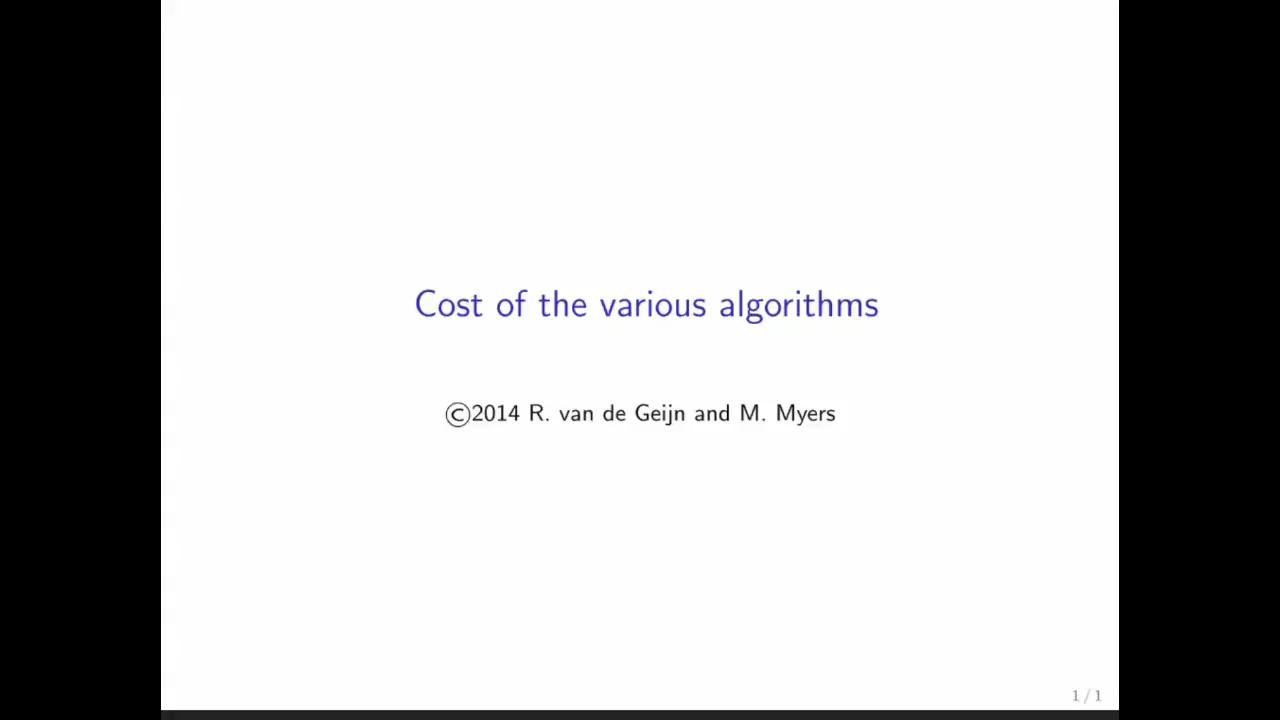 Cost of the various algorithms
©2014 R. van de Geijn and M. Myers
1 / 1